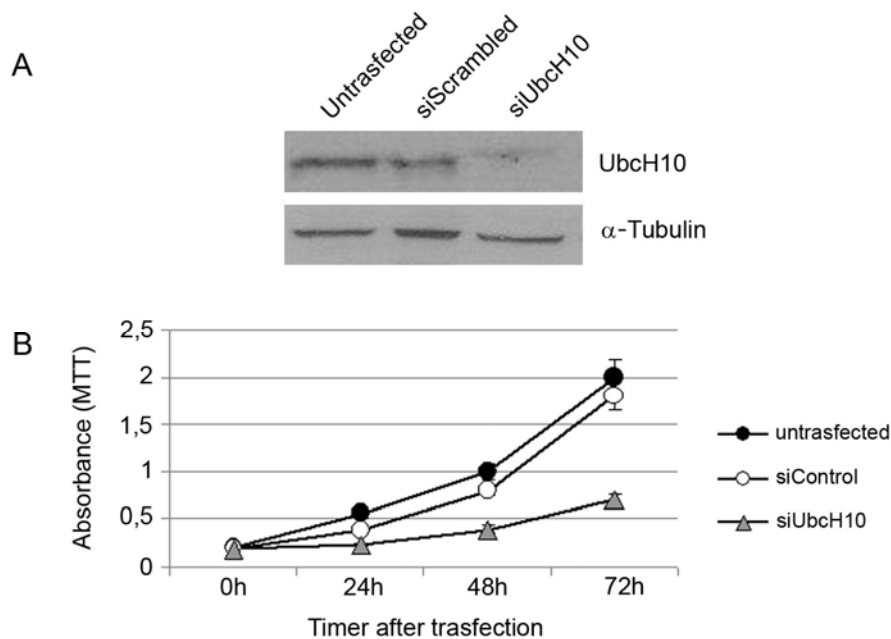 A
Untrasfected
siScrambled
siUbcH10
UbcH10
α-Tubulin
B
Absorbance (MTT)
2,5
2
1,5
1
0,5
0
0h
24h
48h
72h
Timer after trasfection
untrasfected
siControl
siUbcH10